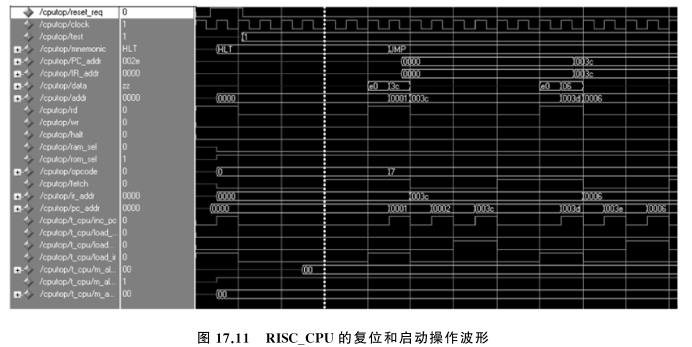 /cputop/reset_req 0
/cputop/clock 1
/cputop/test 1 1
/cputop/mnemonic HLT HLT JMP
/cputop/PC_addr 002e 0000 003c
/cputop/IR_addr 0000 0000 003c
/cputop/data zz e0 3c e0 06
/cputop/addr 0000 0000 0001 003c 003d 0006
/cputop/rd 0
/cputop/wr 0
/cputop/halt 0
/cputop/ram_sel 0
/cputop/rom_sel 1
/cputop/opcode 0 0 7
/cputop/fetch 0
/cputop/ir_addr 0000 0000 003c 0006
/cputop/pc_addr 0000 0000 0001 0002 003c 003d 003e 0006
/cputop/t_cpu/inc_pc 0
/cputop/t_cpu/load_... 0
/cputop/t_cpu/load... 0
/cputop/t_cpu/load_ir 0
/cputop/t_cpu/m_al... 00 00
/cputop/t_cpu/m_al... 1
/cputop/t_cpu/m_a... 00 00
图 17.11 RISC_CPU 的复位和启动操作波形